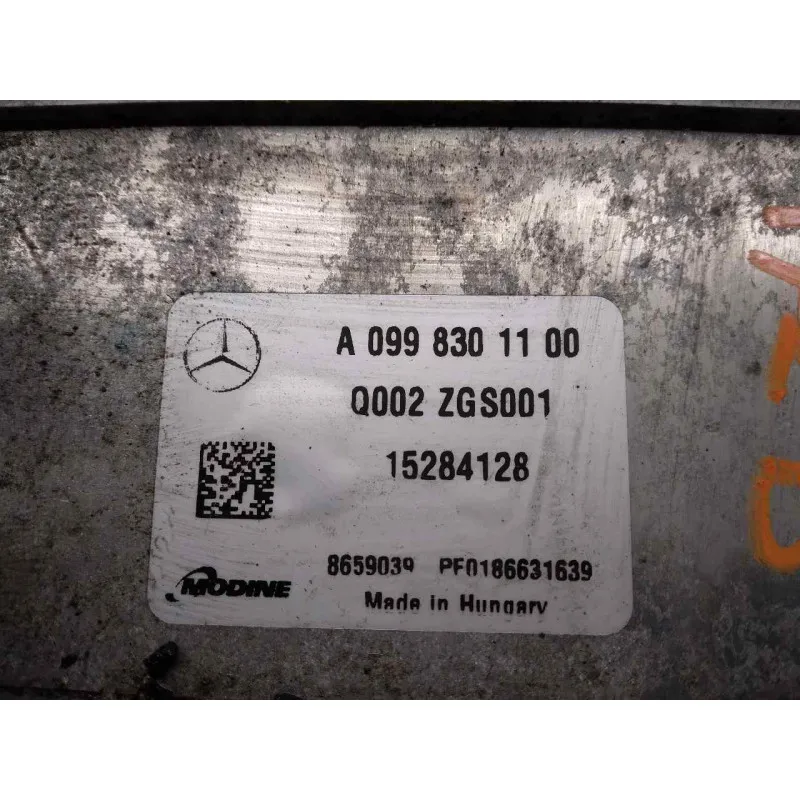 A 099 830 11 00
Q002 ZGS001
15284128
8659039 PF0186631639
MODINE
Made in Hungary